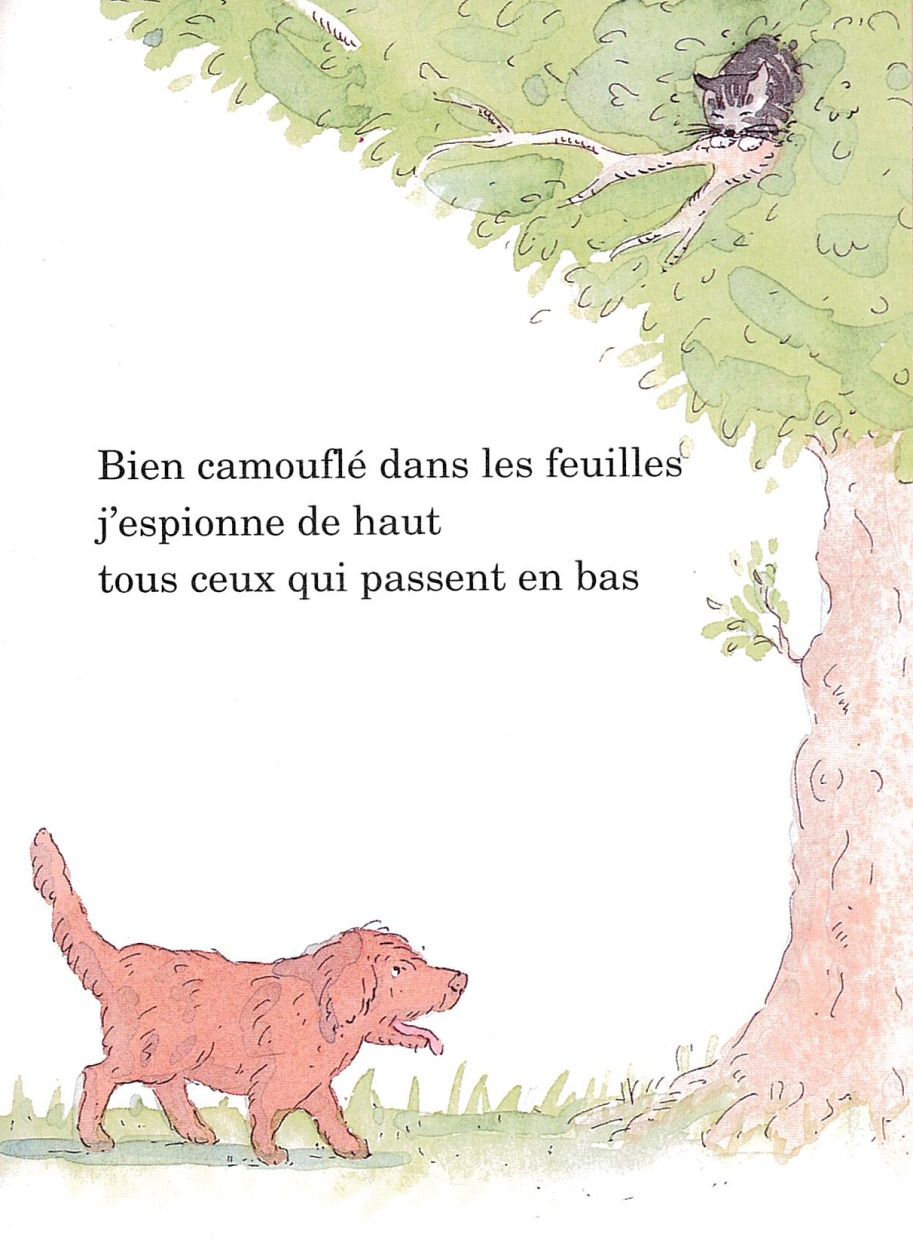 Bien camouflé dans les feuilles
j’espionne de haut
tous ceux qui passent en bas